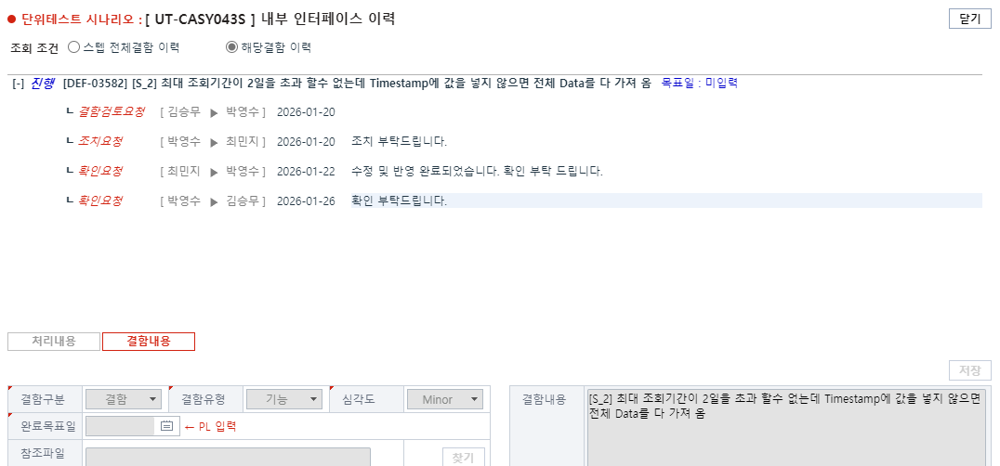 ● 단위테스트 시나리오 : [ UT-CASY043S ] 내부 인터페이스 이력 닫기
조회 조건 스텝 전체결함 이력 해당결함 이력
[-] 진행 [DEF-03582] [S_2] 최대 조회기간이 2일을 초과 할수 없는데 Timestamp에 값을 넣지 않으면 전체 Data를 다 가져 옴 목표일 : 미입력
┗ 결함검토요청 [ 김승무 ▶ 박영수 ] 2026-01-20
┗ 조치요청 [ 박영수 ▶ 최민지 ] 2026-01-20 조치 부탁드립니다.
┗ 확인요청 [ 최민지 ▶ 박영수 ] 2026-01-22 수정 및 반영 완료되었습니다. 확인 부탁 드립니다.
┗ 확인요청 [ 박영수 ▶ 김승무 ] 2026-01-26 확인 부탁드립니다.
처리내용 결함내용
저장
결함구분 결함 결함유형 기능 심각도 Minor
완료목표일 ← PL 입력
참조파일 찾기
결함내용
[S_2] 최대 조회기간이 2일을 초과 할수 없는데 Timestamp에 값을 넣지 않으면
전체 Data를 다 가져 옴